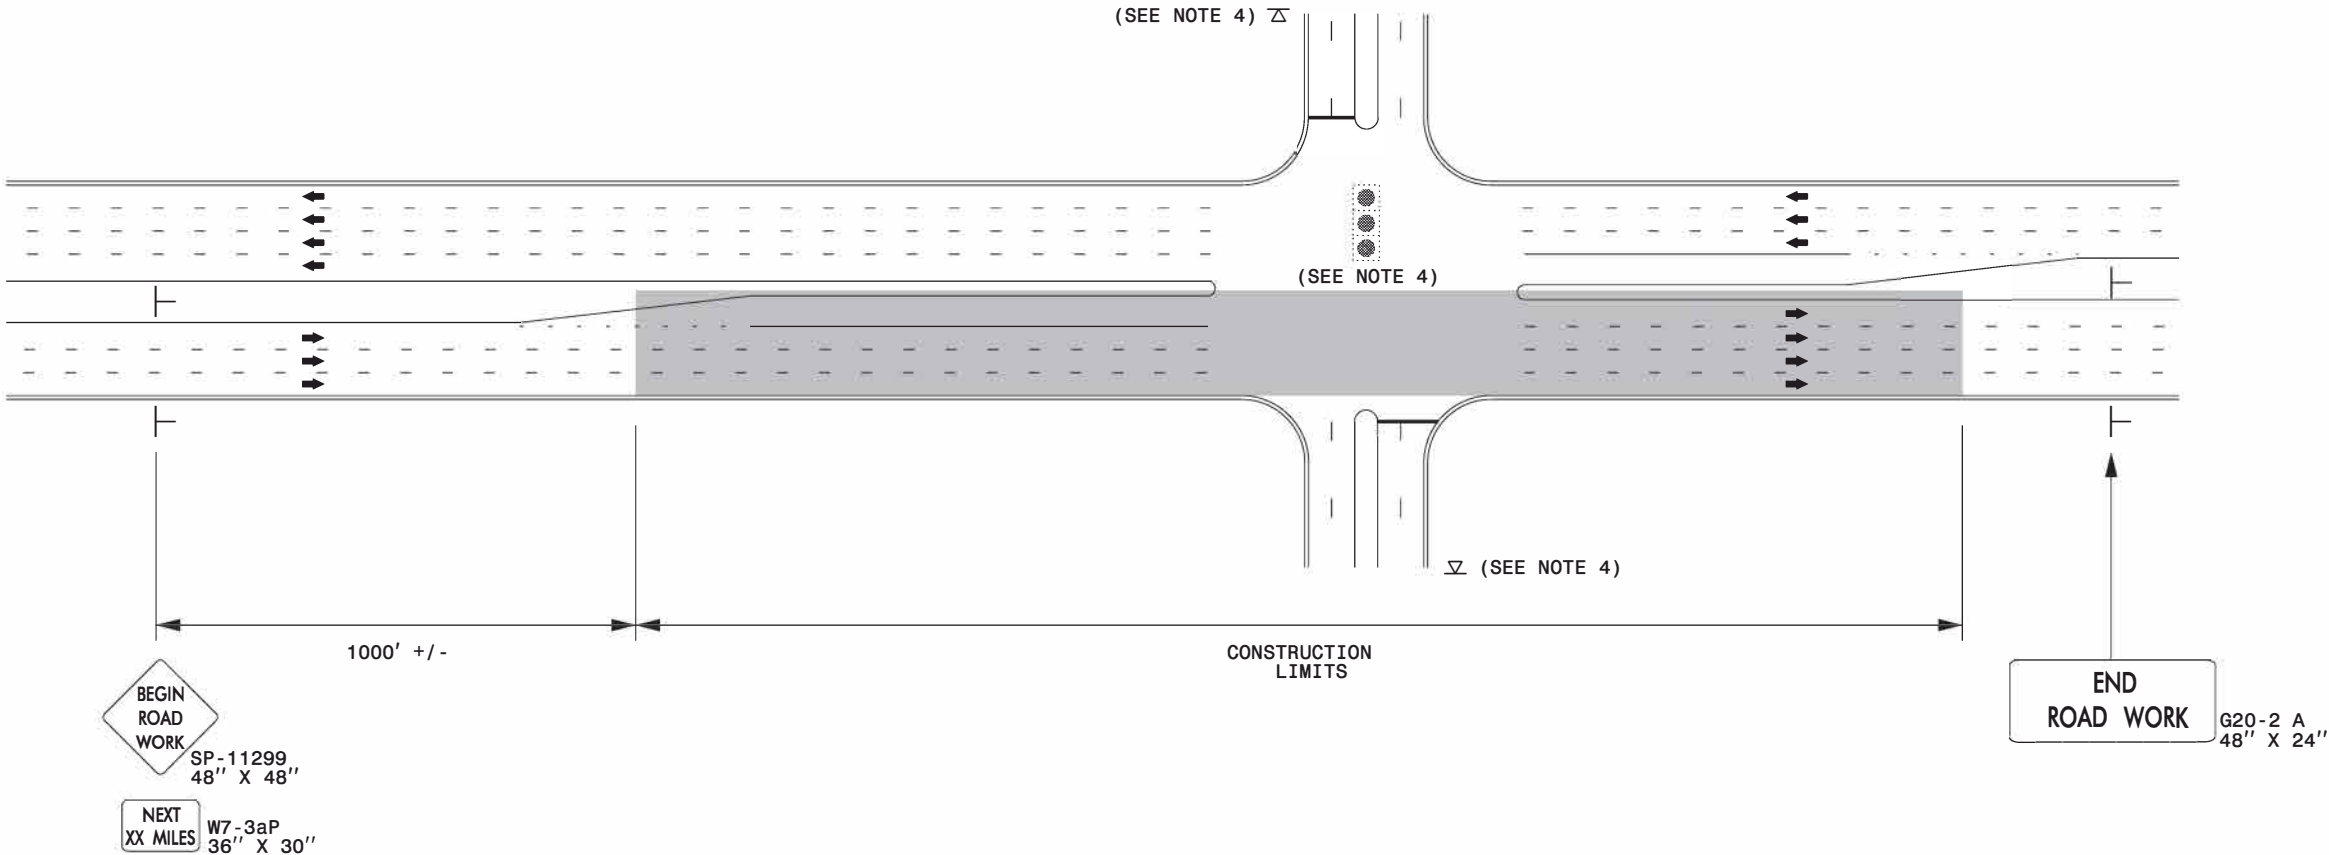 (SEE NOTE 4)
(SEE NOTE 4)
(SEE NOTE 4)
1000' +/-
CONSTRUCTION
LIMITS
BEGIN
ROAD
WORK
SP-11299
48'' X 48''
NEXT
XX MILES
W7-3aP
36'' X 30''
END
ROAD WORK
G20-2 A
48'' X 24''